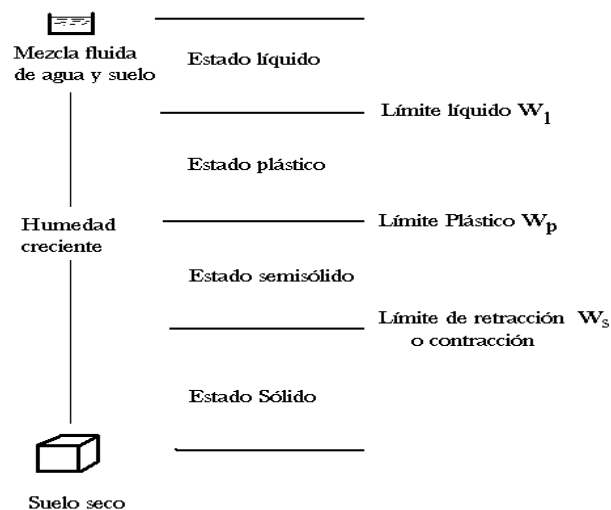 Mezcla fluida
de agua y suelo
Estado líquido
Límite líquido Wl
Estado plástico
Humedad
creciente
Límite Plástico Wp
Estado semisólido
Límite de retracción Ws
o contracción
Estado Sólido
Suelo seco